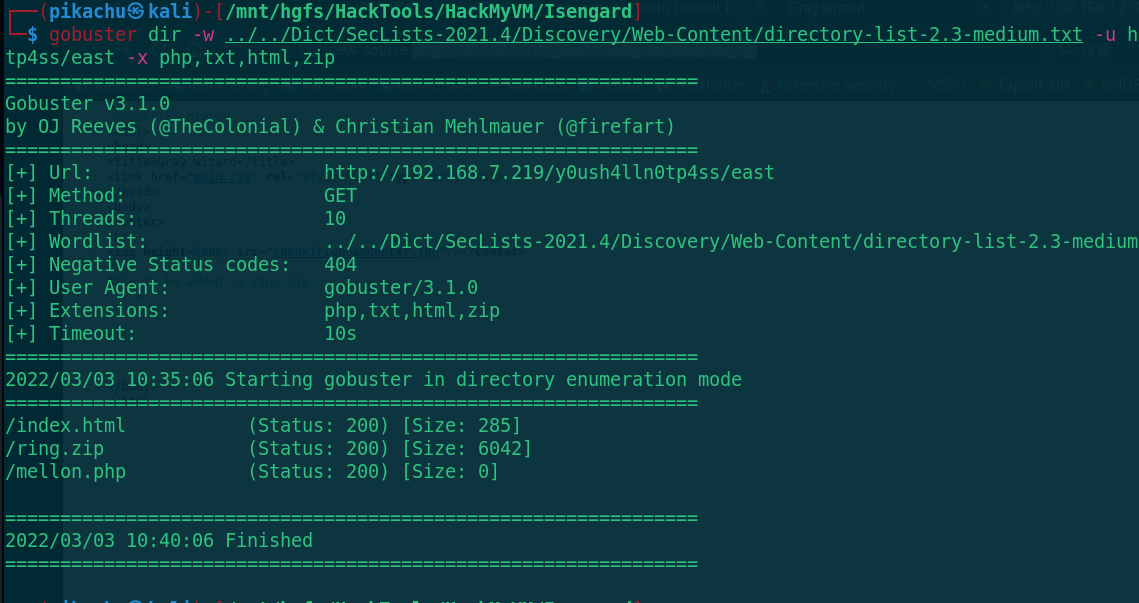 ┌──(pikachu㉿kali)-[/mnt/hgfs/HackTools/HackMyVM/Isengard]
└─$ gobuster dir -w ../../Dict/SecLists-2021.4/Discovery/Web-Content/directory-list-2.3-medium.txt -u h
tp4ss/east -x php,txt,html,zip
===============================================================
Gobuster v3.1.0
by OJ Reeves (@TheColonial) & Christian Mehlmauer (@firefart)
===============================================================
[+] Url:                     http://192.168.7.219/y0ush4lln0tp4ss/east
[+] Method:                  GET
[+] Threads:                 10
[+] Wordlist:                ../../Dict/SecLists-2021.4/Discovery/Web-Content/directory-list-2.3-medium
[+] Negative Status codes:   404
[+] User Agent:              gobuster/3.1.0
[+] Extensions:              php,txt,html,zip
[+] Timeout:                 10s
===============================================================
2022/03/03 10:35:06 Starting gobuster in directory enumeration mode
===============================================================
/index.html           (Status: 200) [Size: 285]
/ring.zip             (Status: 200) [Size: 6042]
/mellon.php           (Status: 200) [Size: 0]
===============================================================
2022/03/03 10:40:06 Finished
===============================================================